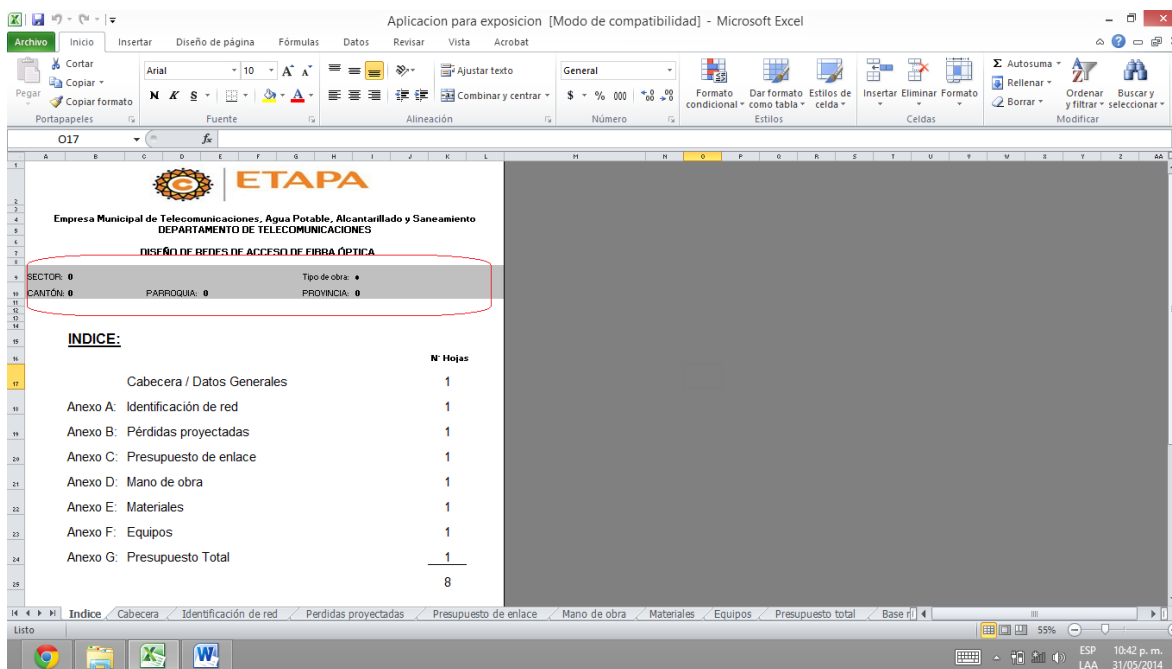 Aplicacion para exposicion [Modo de compatibilidad] - Microsoft Excel
Archivo Inicio Insertar Diseño de página Fórmulas Datos Revisar Vista Acrobat
Pegar
Cortar
Copiar
Copiar formato
Portapapeles
Arial 10
N K S
Fuente
Ajustar texto
Combinar y centrar
Alineación
General
$ % 000
Número
Formato condicional
Dar formato como tabla
Estilos de celda
Estilos
Insertar Eliminar Formato
Celdas
Autosuma
Rellenar
Borrar
Ordenar y filtrar
Buscar y seleccionar
Modificar
O17 fx
A B C D E F G H I J K L M N O P Q R S T U V W X Y Z AA
ETAPA
Empresa Municipal de Telecomunicaciones, Agua Potable, Alcantarillado y Saneamiento
DEPARTAMENTO DE TELECOMUNICACIONES
DISEÑO DE REDES DE ACCESO DE FIBRA ÓPTICA
SECTOR: 0 Tipo de obra:
CANTÓN: 0 PARROQUIA: 0 PROVINCIA: 0
INDICE:
N° Hojas
Cabecera / Datos Generales 1
Anexo A: Identificación de red 1
Anexo B: Pérdidas proyectadas 1
Anexo C: Presupuesto de enlace 1
Anexo D: Mano de obra 1
Anexo E: Materiales 1
Anexo F: Equipos 1
Anexo G: Presupuesto Total 1
8
Indice Cabecera Identificación de red Perdidas proyectadas Presupuesto de enlace Mano de obra Materiales Equipos Presupuesto total Base
Listo 55%
ESP 10:42 p. m.
LAA 31/05/2014